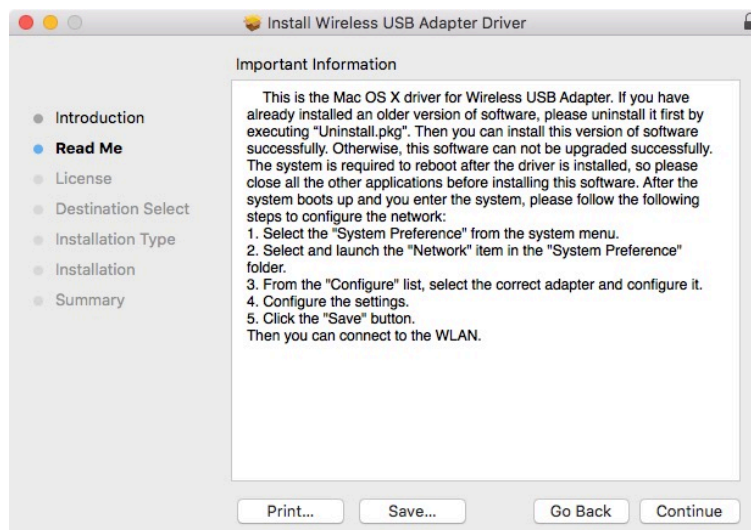 Install Wireless USB Adapter Driver
Important Information
Introduction
Read Me
License
Destination Select
Installation Type
Installation
Summary
This is the Mac OS X driver for Wireless USB Adapter. If you have
already installed an older version of software, please uninstall it first by
executing “Uninstall.pkg”. Then you can install this version of software
successfully. Otherwise, this software can not be upgraded successfully.
The system is required to reboot after the driver is installed, so please
close all the other applications before installing this software. After the
system boots up and you enter the system, please follow the following
steps to configure the network:
1. Select the "System Preference" from the system menu.
2. Select and launch the "Network" item in the "System Preference"
folder.
3. From the "Configure" list, select the correct adapter and configure it.
4. Configure the settings.
5. Click the "Save" button.
Then you can connect to the WLAN.
Print...
Save...
Go Back
Continue